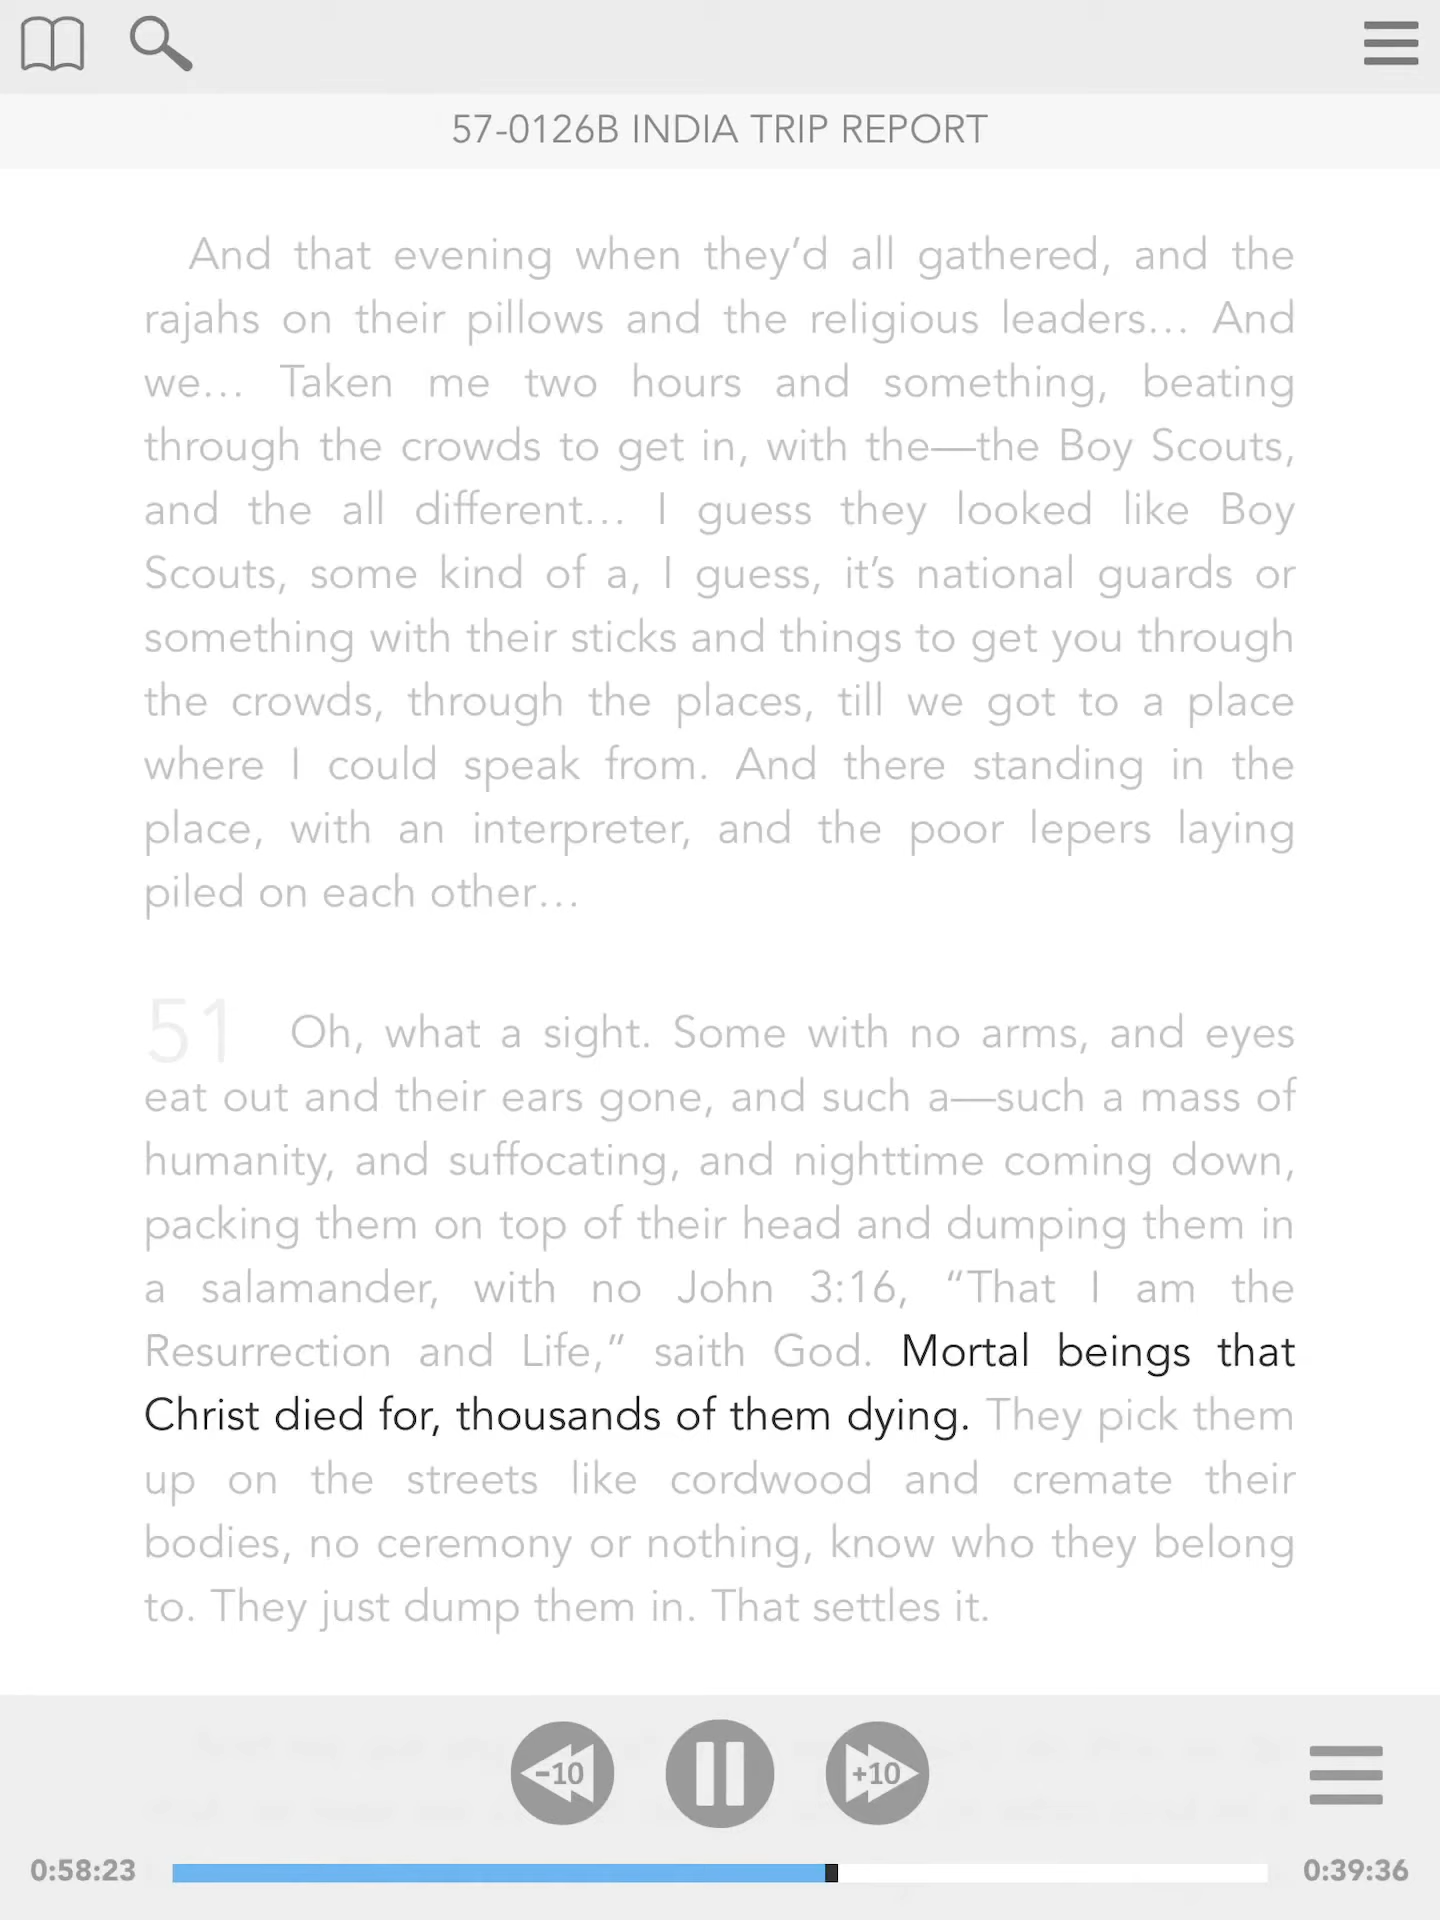 57-0126B INDIA TRIP REPORT
And that evening when they’d all gathered, and the
rajahs on their pillows and the religious leaders… And
we… Taken me two hours and something, beating
through the crowds to get in, with the—the Boy Scouts,
and the all different… I guess they looked like Boy
Scouts, some kind of a, I guess, it’s national guards or
something with their sticks and things to get you through
the crowds, through the places, till we got to a place
where I could speak from. And there standing in the
place, with an interpreter, and the poor lepers laying
piled on each other…
51 Oh, what a sight. Some with no arms, and eyes
eat out and their ears gone, and such a—such a mass of
humanity, and suffocating, and nighttime coming down,
packing them on top of their head and dumping them in
a salamander, with no John 3:16, “That I am the
Resurrection and Life,” saith God. Mortal beings that
Christ died for, thousands of them dying. They pick them
up on the streets like cordwood and cremate their
bodies, no ceremony or nothing, know who they belong
to. They just dump them in. That settles it.
-10 +10
0:58:23 0:39:36